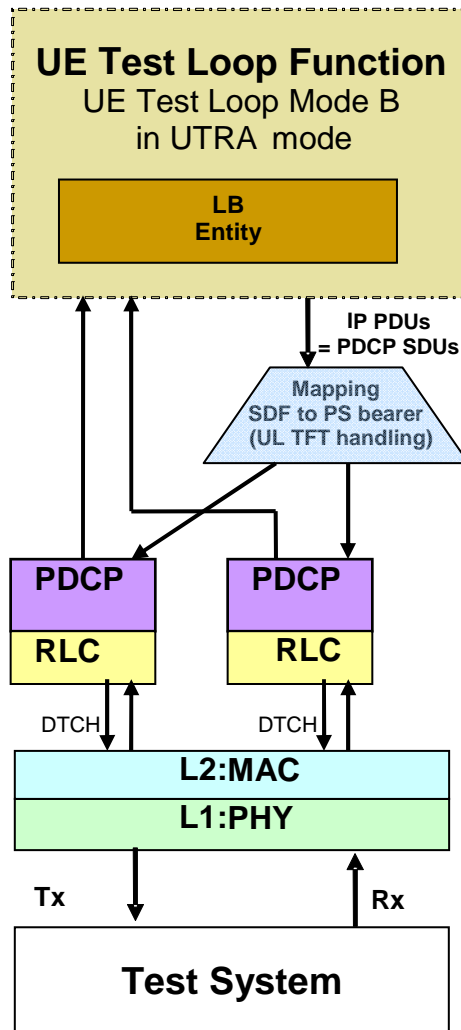 UE Test Loop Function
UE Test Loop Mode B
in UTRA mode
LB
Entity
IP PDUs
= PDCP SDUs
Mapping
SDF to PS bearer
(UL TFT handling)
PDCP
PDCP
RLC
RLC
DTCH
DTCH
L2:MAC
L1:PHY
Tx
Rx
Test System